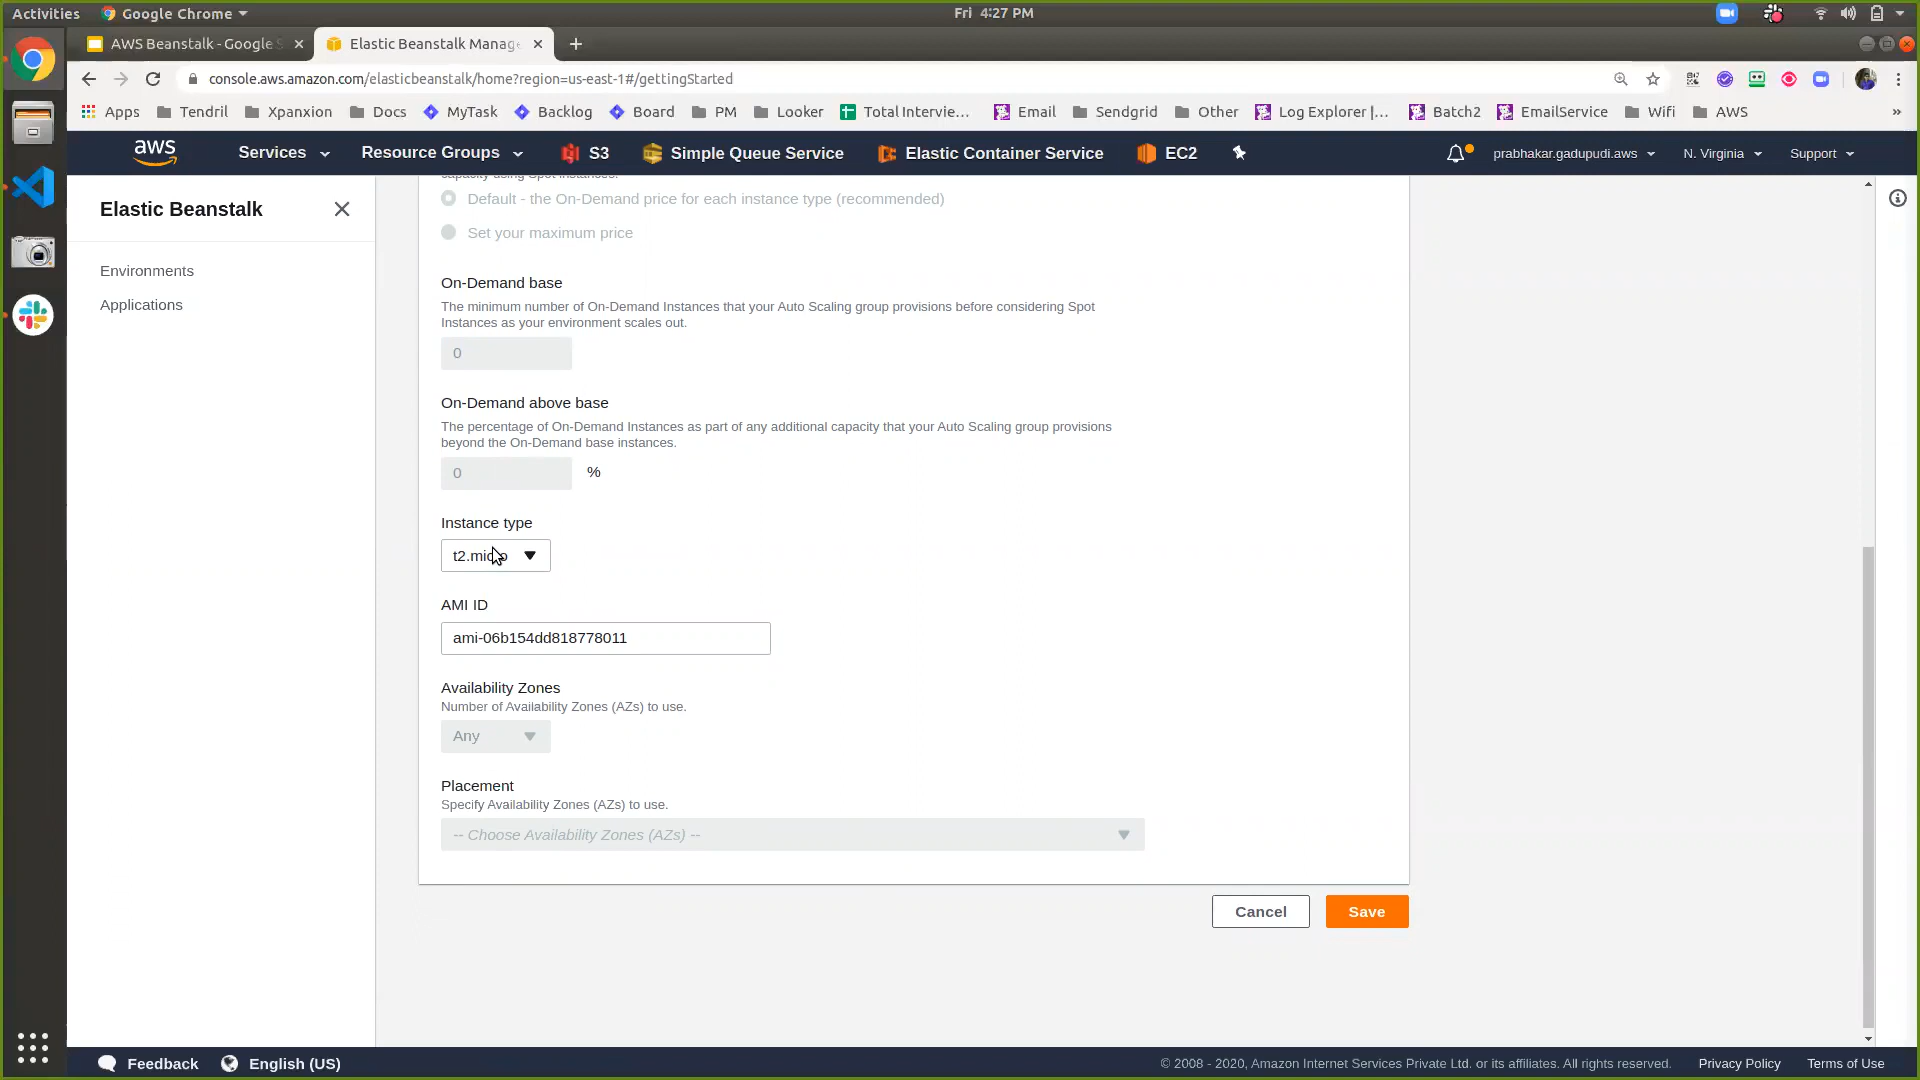 Activities
Google Chrome
Fri 4:27 PM
AWS Beanstalk - Google S
Elastic Beanstalk Manag
console.aws.amazon.com/elasticbeanstalk/home?region=us-east-1#/gettingStarted
Apps
Tendril
Xpanxion
Docs
MyTask
Backlog
Board
PM
Looker
Total Intervie...
Email
Sendgrid
Other
Log Explorer |...
Batch2
EmailService
Wifi
AWS
»
aws
Services
Resource Groups
S3
Simple Queue Service
Elastic Container Service
EC2
prabhakar.gadupudi.aws
N. Virginia
Support
Elastic Beanstalk
Environments
Applications
capacity using Spot instances.
Default - the On-Demand price for each instance type (recommended)
Set your maximum price
On-Demand base
The minimum number of On-Demand Instances that your Auto Scaling group provisions before considering Spot
Instances as your environment scales out.
0
On-Demand above base
The percentage of On-Demand Instances as part of any additional capacity that your Auto Scaling group provisions
beyond the On-Demand base instances.
0
%
Instance type
t2.micro
AMI ID
ami-06b154dd818778011
Availability Zones
Number of Availability Zones (AZs) to use.
Any
Placement
Specify Availability Zones (AZs) to use.
-- Choose Availability Zones (AZs) --
Cancel
Save
Feedback
English (US)
© 2008 - 2020, Amazon Internet Services Private Ltd. or its affiliates. All rights reserved.
Privacy Policy
Terms of Use